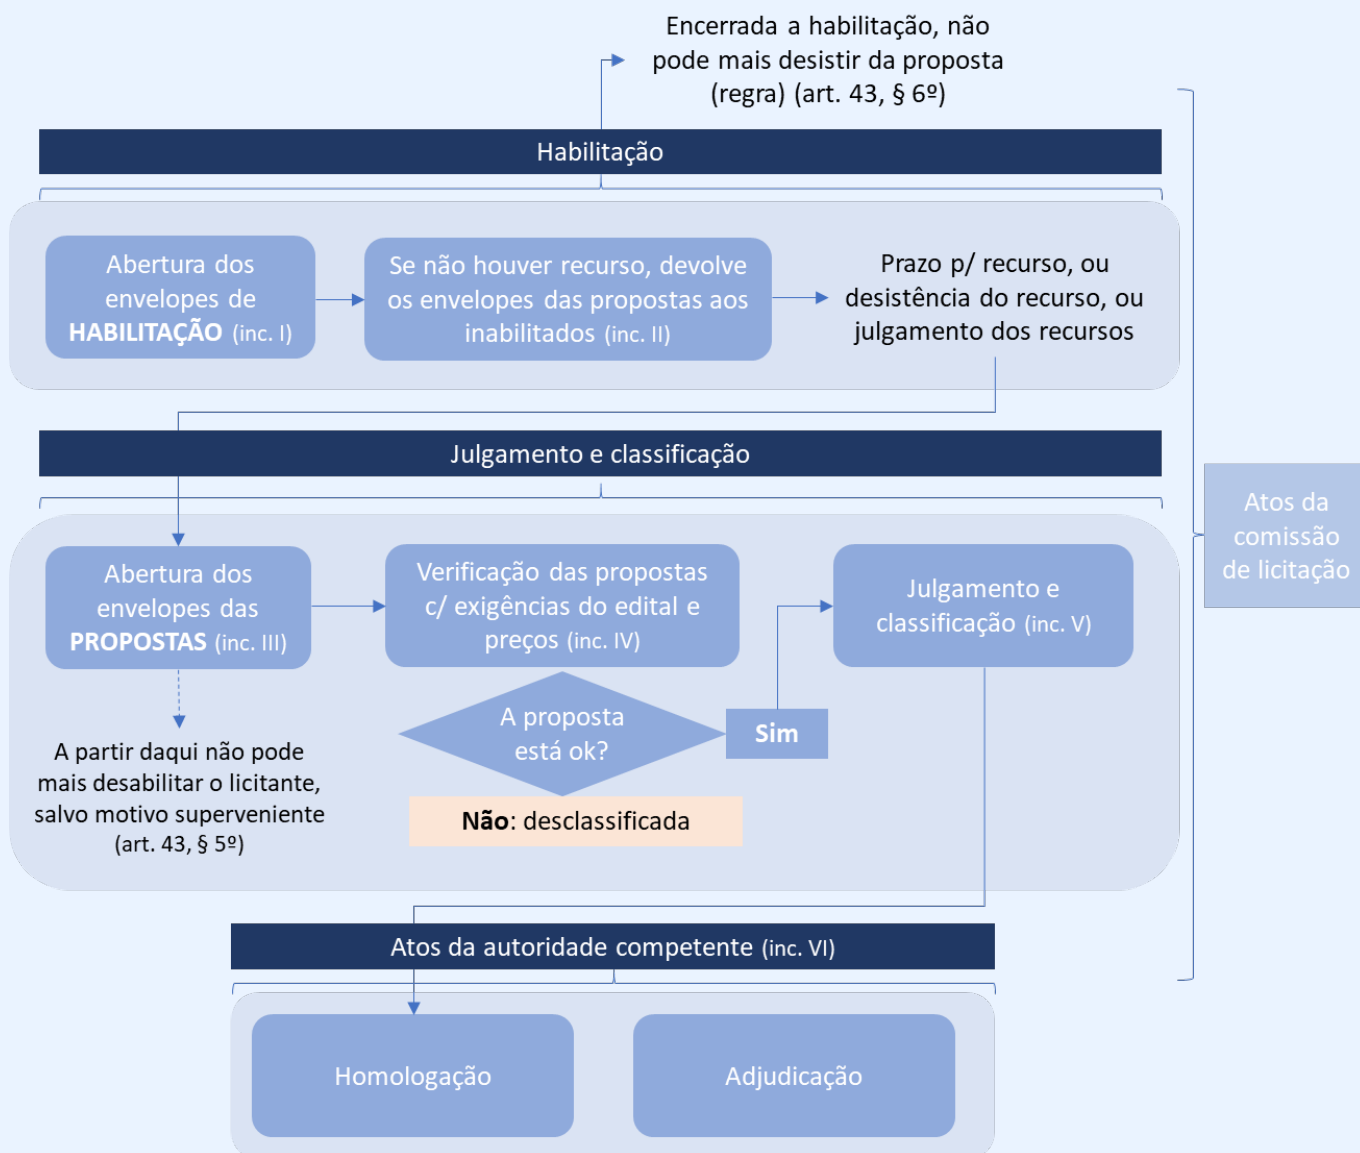 Encerrada a habilitação, não
pode mais desistir da proposta
(regra) (art. 43, § 6º)
Habilitação
Abertura dos
envelopes de
HABILITAÇÃO (inc. I)
Se não houver recurso, devolve
os envelopes das propostas aos
inabilitados (inc. II)
Prazo p/ recurso, ou
desistência do recurso, ou
julgamento dos recursos
Julgamento e classificação
Abertura dos
envelopes das
PROPOSTAS (inc. III)
Verificação das propostas
c/ exigências do edital e
preços (inc. IV)
Julgamento e
classificação (inc. V)
A proposta
está ok?
Sim
Não: desclassificada
A partir daqui não pode
mais desabilitar o licitante,
salvo motivo superveniente
(art. 43, § 5º)
Atos da
comissão
de licitação
Atos da autoridade competente (inc. VI)
Homologação
Adjudicação